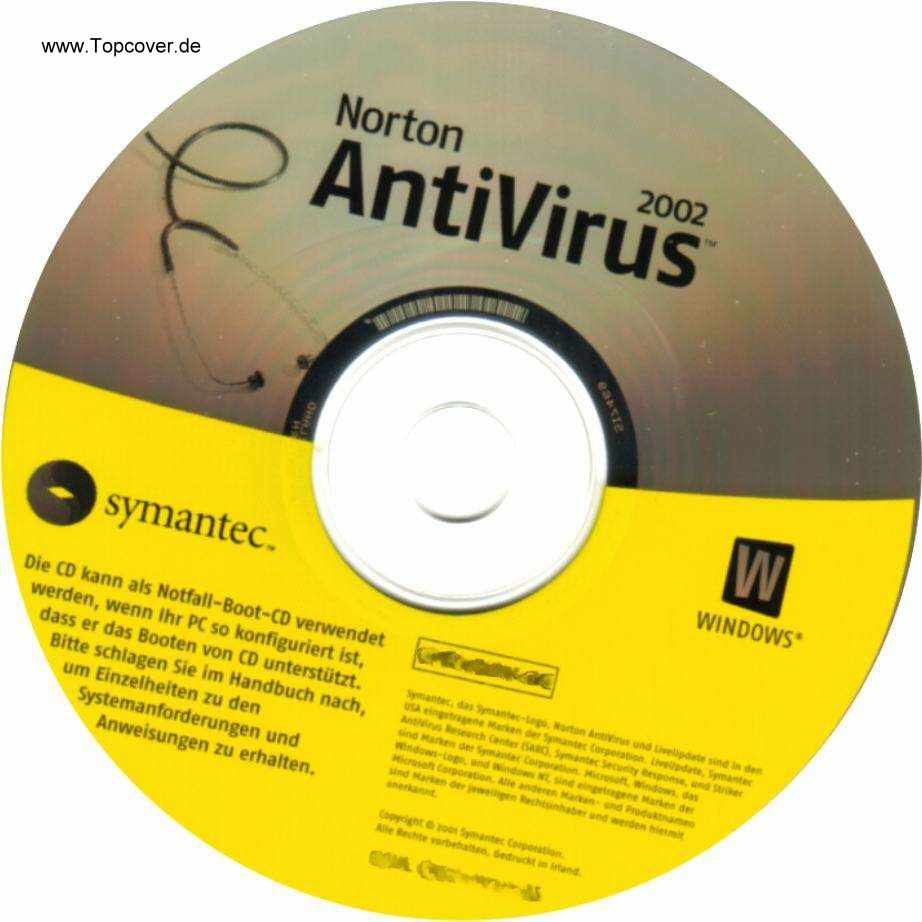 www.Topcover.de
Norton
AntiVirus™
2002
symantec™
W
WINDOWS®
Die CD kann als Notfall-Boot-CD verwendet
werden, wenn Ihr PC so konfiguriert ist,
dass er das Booten von CD unterstützt.
Bitte schlagen Sie im Handbuch nach,
um Einzelheiten zu den
Systemanforderungen und
Anweisungen zu erhalten.
Symantec, das Symantec-Logo, Norton AntiVirus und LiveUpdate sind in den
USA eingetragene Marken der Symantec Corporation. LiveUpdate, Symantec
AntiVirus Research Center (SARC), Symantec Security Response, und Striker
sind Marken der Symantec Corporation. Microsoft, Windows, das
Windows-Logo, und Windows NT, sind eingetragene Marken der
Microsoft Corporation. Alle anderen Marken- und Produktnamen
sind Marken der jeweiligen Rechtsinhaber und werden hiermit
anerkannt.
Copyright © 2001 Symantec Corporation.
Alle Rechte vorbehalten. Gedruckt in Irland.